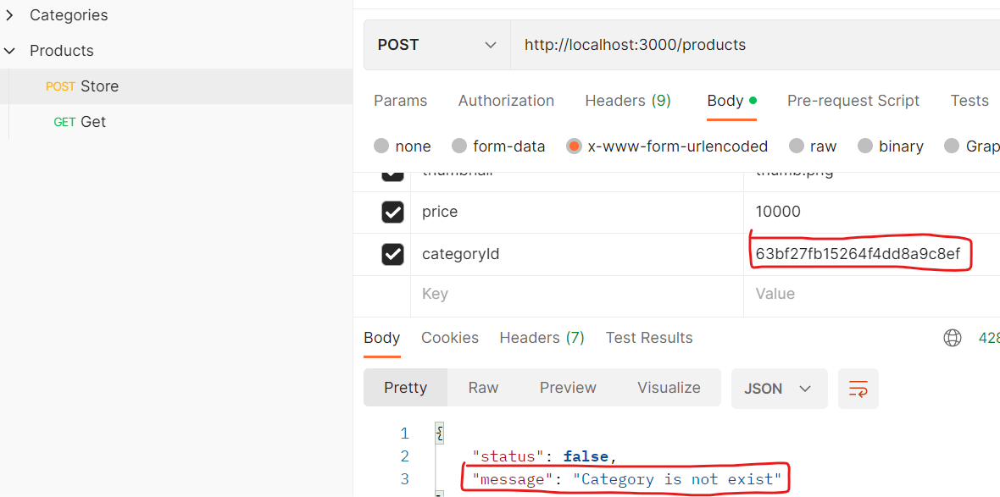 Categories
Products
POST Store
GET Get
POST
http://localhost:3000/products
Params Authorization Headers (9) Body Pre-request Script Tests
none form-data x-www-form-urlencoded raw binary Grap
thumbnail thumb.png
price 10000
categoryId 63bf27fb15264f4dd8a9c8ef
Key Value
Body Cookies Headers (7) Test Results 428
Pretty Raw Preview Visualize JSON
1 {
2 "status": false,
3 "message": "Category is not exist"